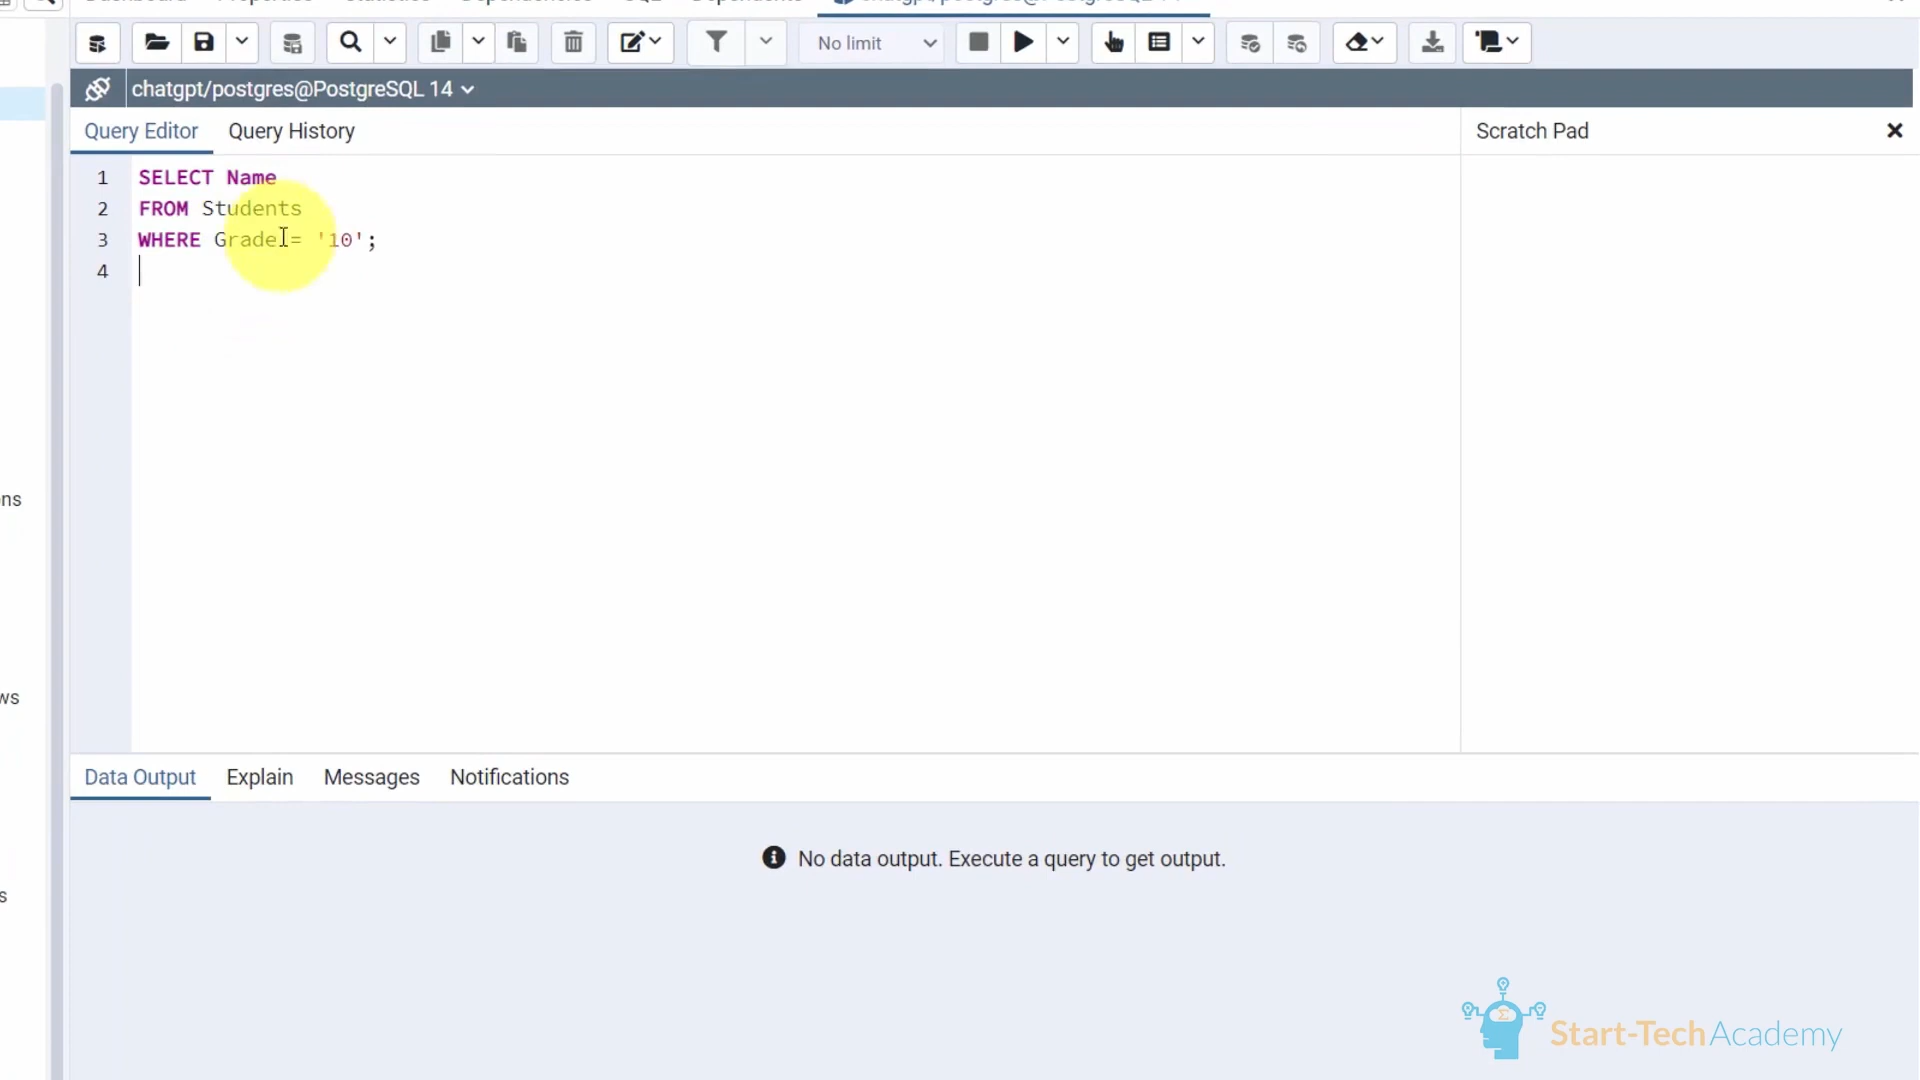 No limit
chatgpt/postgres@PostgreSQL 14
Query Editor Query History
Scratch Pad
1 SELECT Name
2 FROM Students
3 WHERE Grade = '10';
4
ons
ws
s
Data Output Explain Messages Notifications
No data output. Execute a query to get output.
Start-Tech Academy